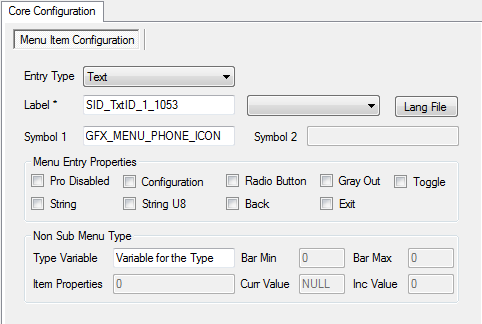 Core Configuration
Menu Item Configuration
Entry Type Text
Label * SID_TxtID_1_1053 Lang File
Symbol 1 GFX_MENU_PHONE_ICON Symbol 2
Menu Entry Properties
Pro Disabled Configuration Radio Button Gray Out Toggle
String String U8 Back Exit
Non Sub Menu Type
Type Variable Variable for the Type Bar Min 0 Bar Max 0
Item Properties 0 Curr Value NULL Inc Value 0